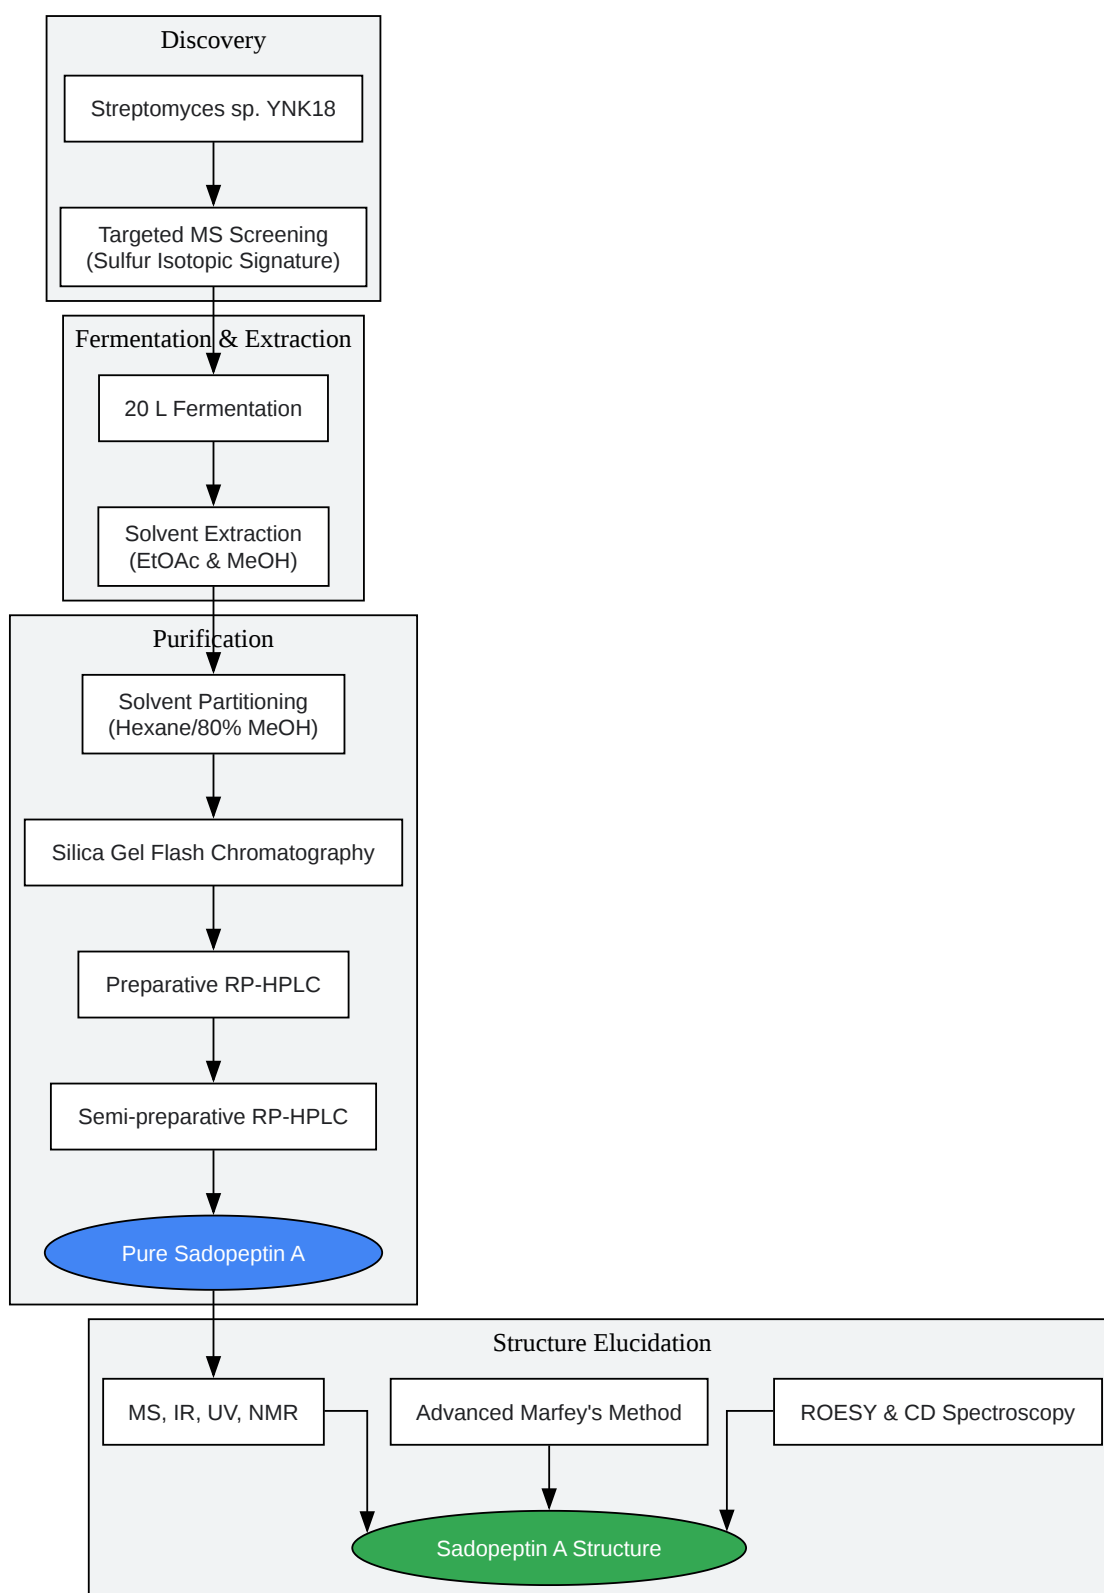 Discovery
Streptomyces sp. YNK18
Targeted MS Screening
(Sulfur Isotopic Signature)
Fermentation & Extraction
20 L Fermentation
Solvent Extraction
(EtOAc & MeOH)
Purification
Solvent Partitioning
(Hexane/80% MeOH)
Silica Gel Flash Chromatography
Preparative RP-HPLC
Semi-preparative RP-HPLC
Pure Sadopeptin A
Structure Elucidation
MS, IR, UV, NMR
Advanced Marfey's Method
ROESY & CD Spectroscopy
Sadopeptin A Structure